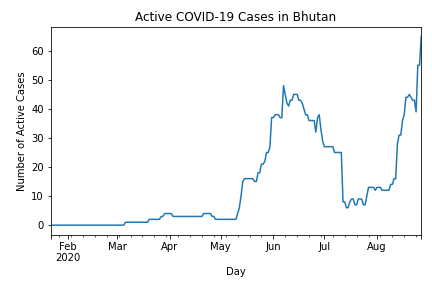 Active COVID-19 Cases in Bhutan
Number of Active Cases
60
50
40
30
20
10
0
Feb Mar Apr May Jun Jul Aug
2020
Day